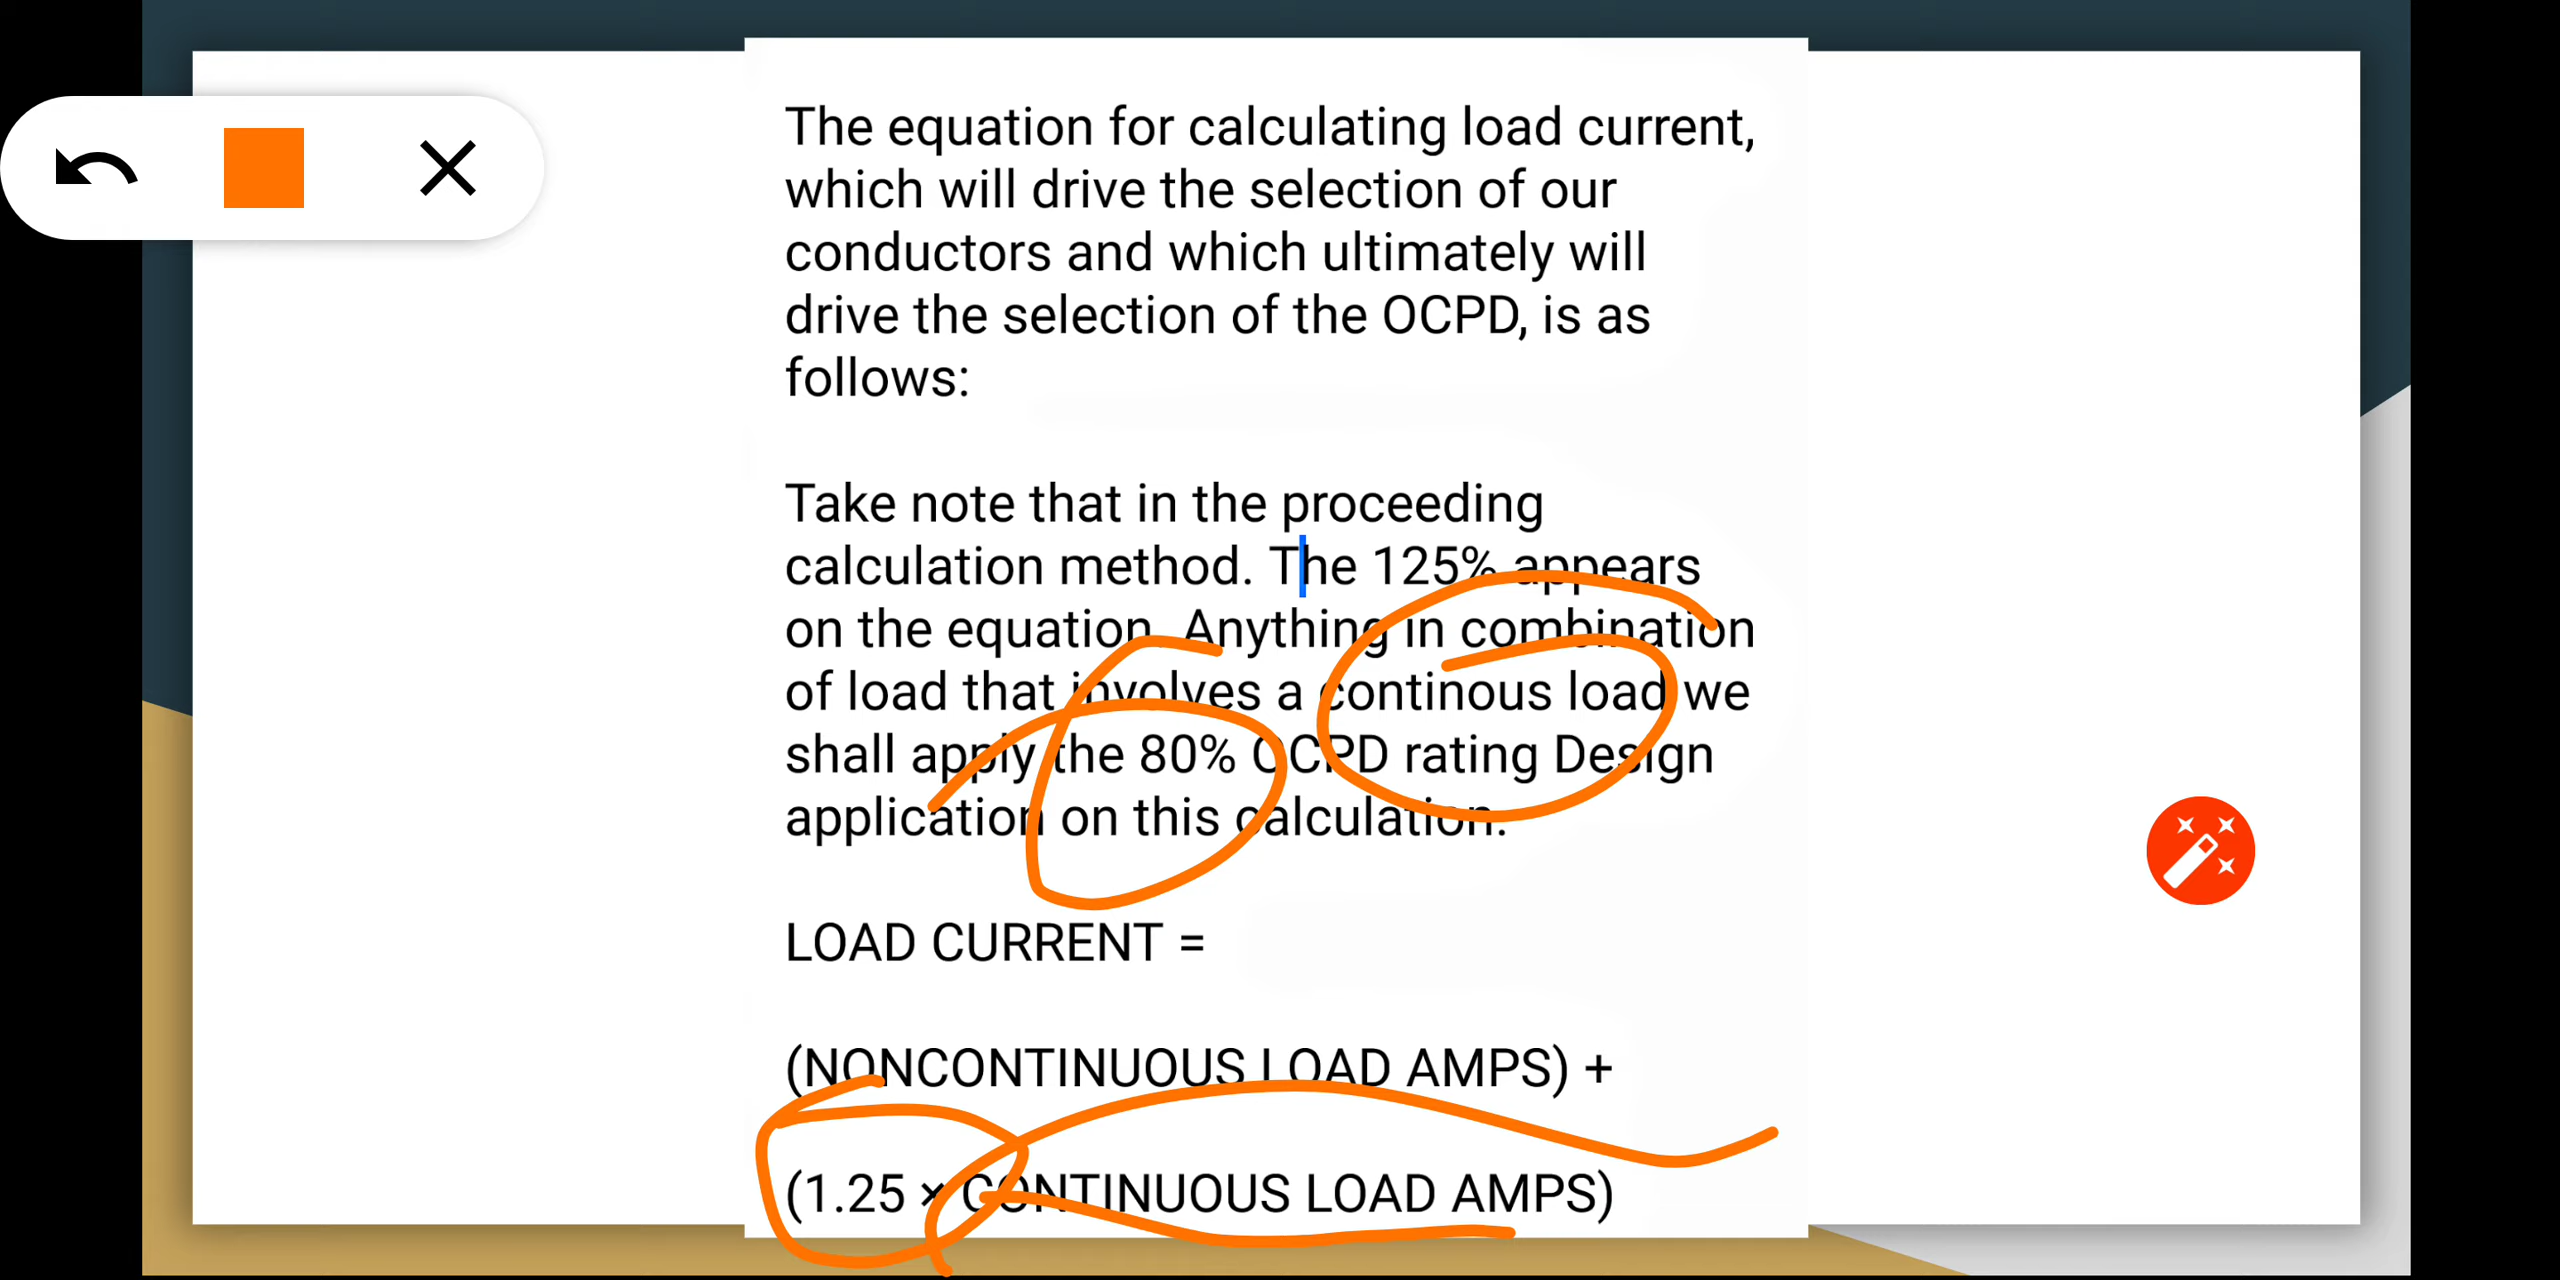 The equation for calculating load current,
which will drive the selection of our
conductors and which ultimately will
drive the selection of the OCPD, is as
follows:
Take note that in the proceeding
calculation method. The 125% appears
on the equation. Anything in combination
of load that involves a continous load we
shall apply the 80% OCPD rating Design
application on this calculation.
LOAD CURRENT =
(NONCONTINUOUS LOAD AMPS) +
(1.25 × CONTINUOUS LOAD AMPS)